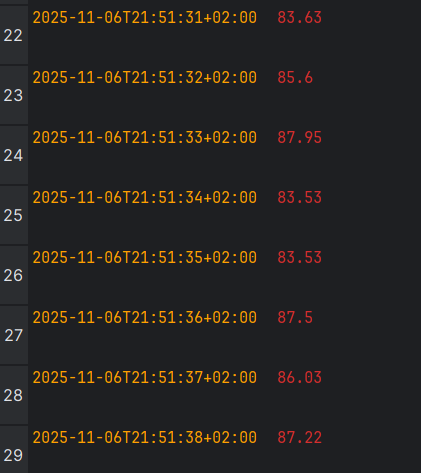 2025-11-06T21:51:31+02:00 83.63
22
2025-11-06T21:51:32+02:00 85.6
23
2025-11-06T21:51:33+02:00 87.95
24
2025-11-06T21:51:34+02:00 83.53
25
2025-11-06T21:51:35+02:00 83.53
26
2025-11-06T21:51:36+02:00 87.5
27
2025-11-06T21:51:37+02:00 86.03
28
2025-11-06T21:51:38+02:00 87.22
29